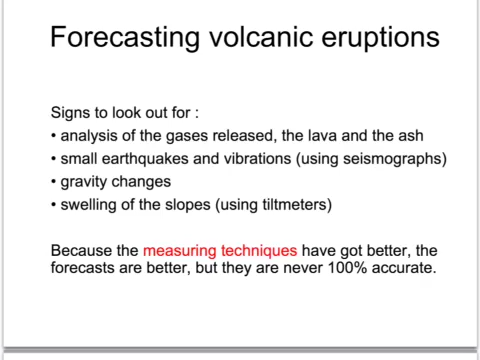 Forecasting volcanic eruptions
Signs to look out for :
• analysis of the gases released, the lava and the ash
• small earthquakes and vibrations (using seismographs)
• gravity changes
• swelling of the slopes (using tiltmeters)
Because the measuring techniques have got better, the
forecasts are better, but they are never 100% accurate.